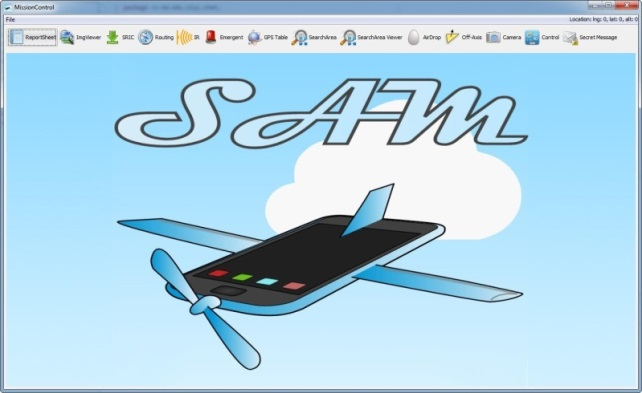 MissionControl
File
Location: lng: 0, lat: 0, alt: 0
ReportSheet ImgViewer SRIC Routing IR Emergent GPS Table SearchArea SearchArea Viewer AirDrop Off-Axis Camera Control Secret Message
SAM